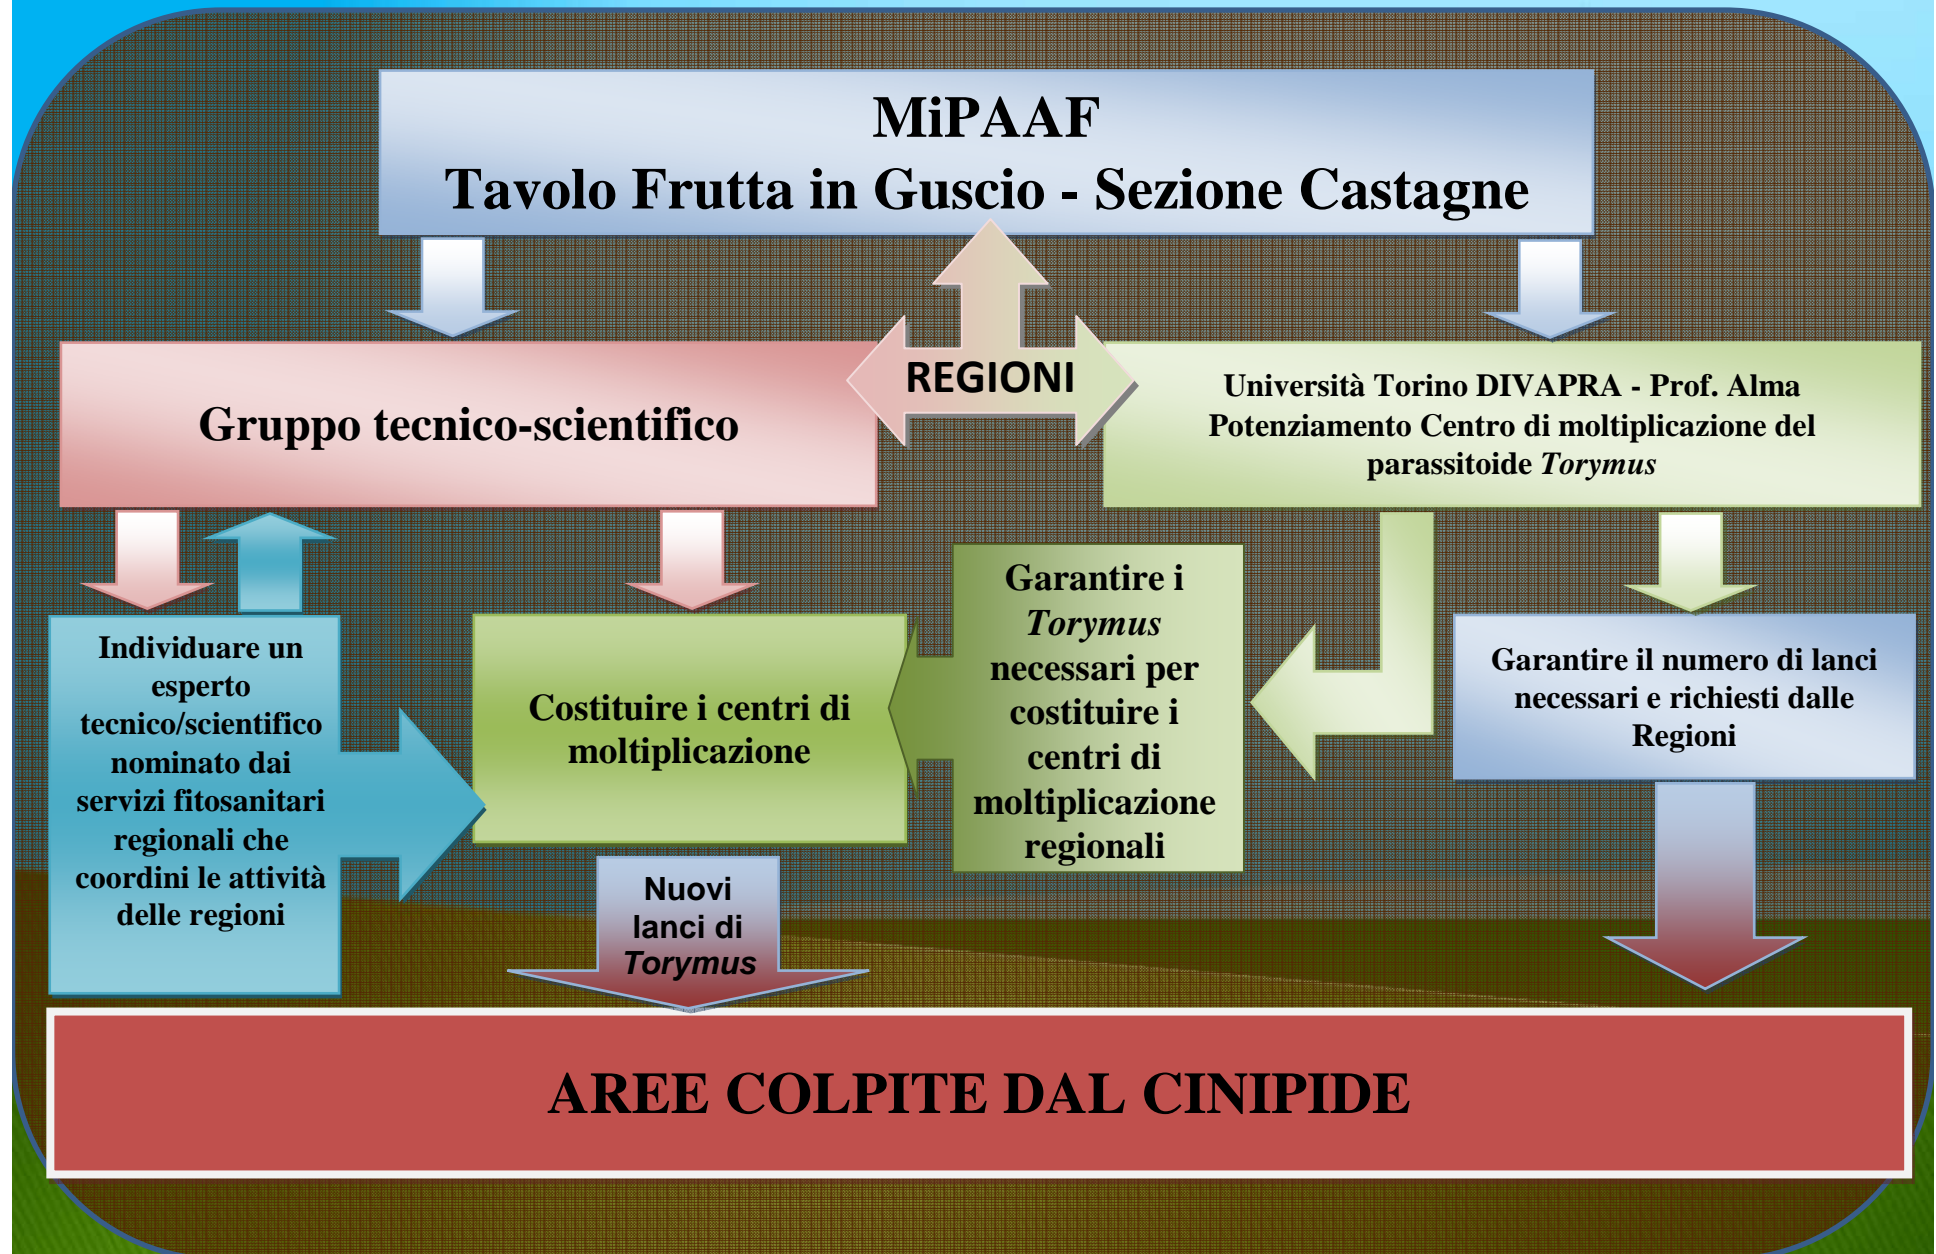 MiPAAF
Tavolo Frutta in Guscio - Sezione Castagne
REGIONI
Gruppo tecnico-scientifico
Università Torino DIVAPRA - Prof. Alma
Potenziamento Centro di moltiplicazione del
parassitoide Torymus
Individuare un
esperto
tecnico/scientifico
nominato dai
servizi fitosanitari
regionali che
coordini le attività
delle regioni
Costituire i centri di
moltiplicazione
Garantire i
Torymus
necessari per
costituire i
centri di
moltiplicazione
regionali
Garantire il numero di lanci
necessari e richiesti dalle
Regioni
Nuovi
lanci di
Torymus
AREE COLPITE DAL CINIPIDE